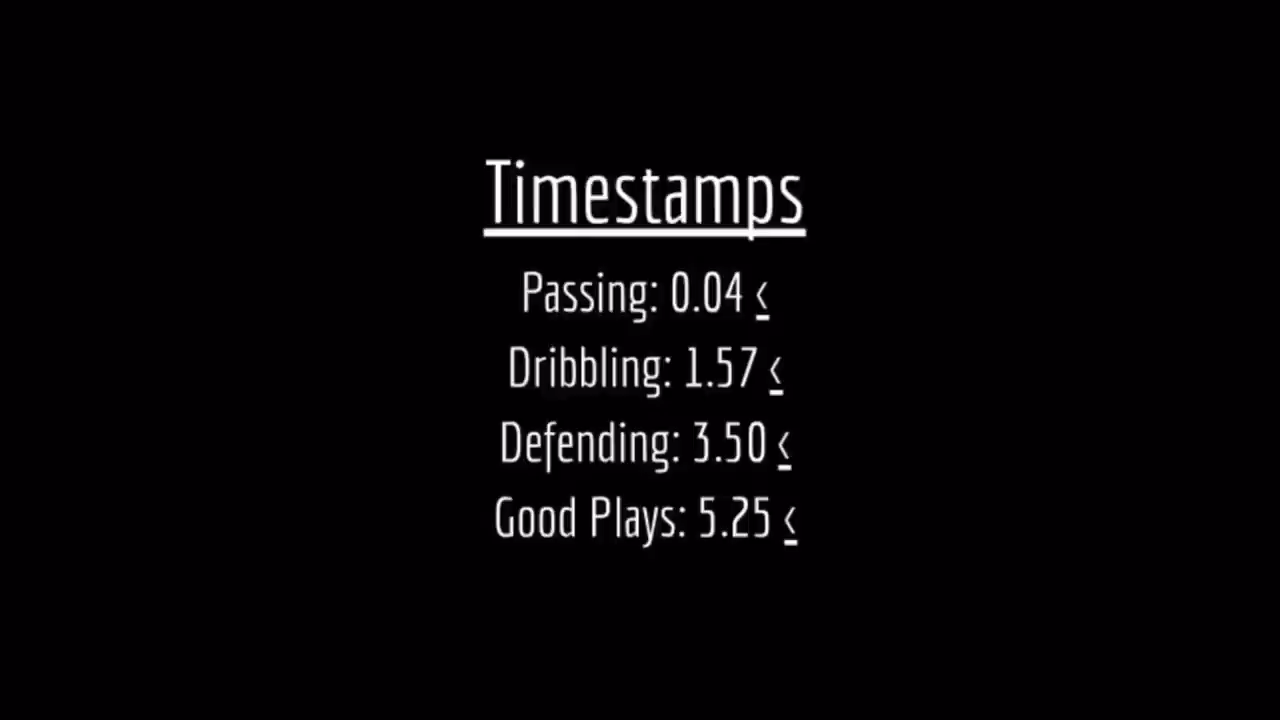 Timestamps
Passing: 0.04 <
Dribbling: 1.57 <
Defending: 3.50 <
Good Plays: 5.25 <